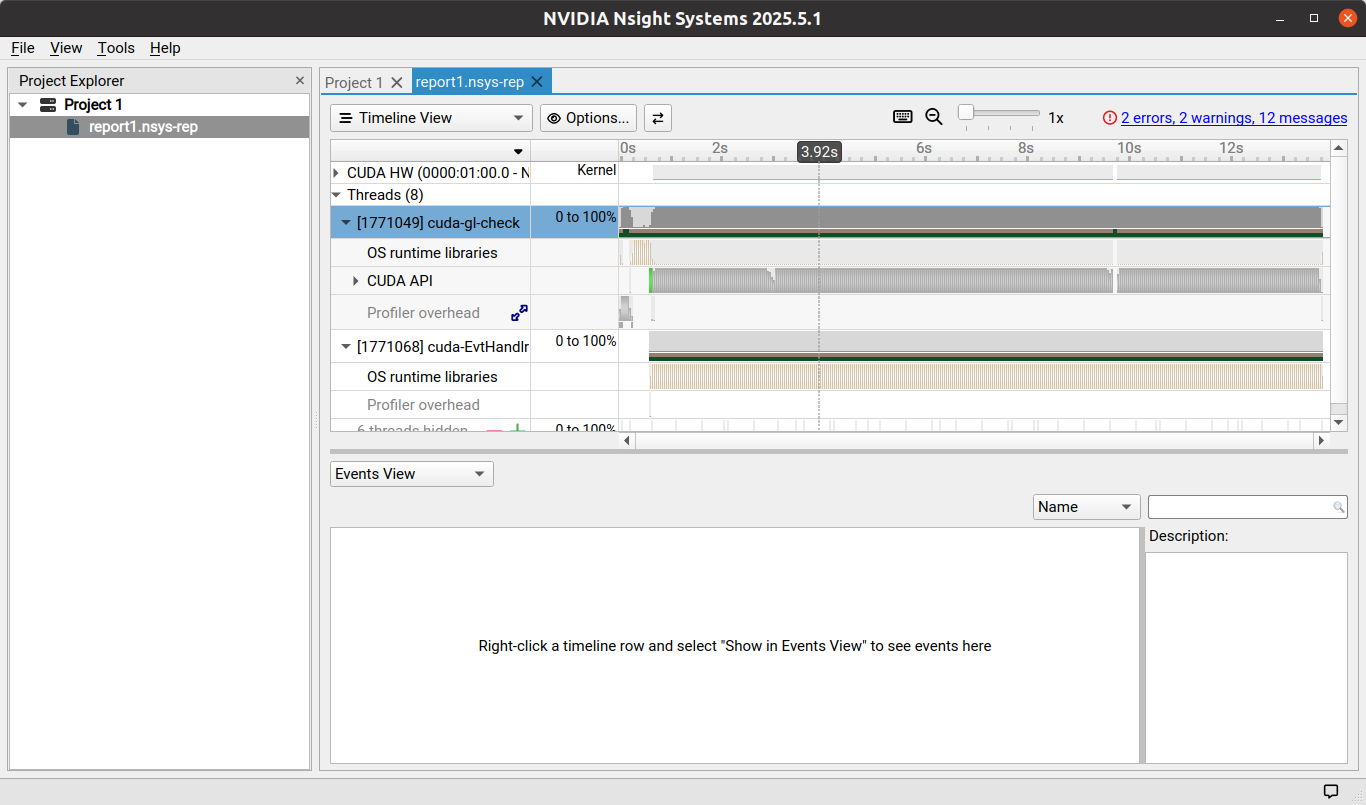 NVIDIA Nsight Systems 2025.5.1
File View Tools Help
Project Explorer
Project 1
report1.nsys-rep
Project 1 report1.nsys-rep
Timeline View Options... 1x 2 errors, 2 warnings, 12 messages
0s 2s 3.92s 6s 8s 10s 12s
CUDA HW (0000:01:00.0 - N Kernel
Threads (8)
[1771049] cuda-gl-check 0 to 100%
OS runtime libraries
CUDA API
Profiler overhead
[1771068] cuda-EvtHandlr 0 to 100%
OS runtime libraries
Profiler overhead
6 threads hidden 0 to 100%
Events View
Name
Description:
Right-click a timeline row and select "Show in Events View" to see events here